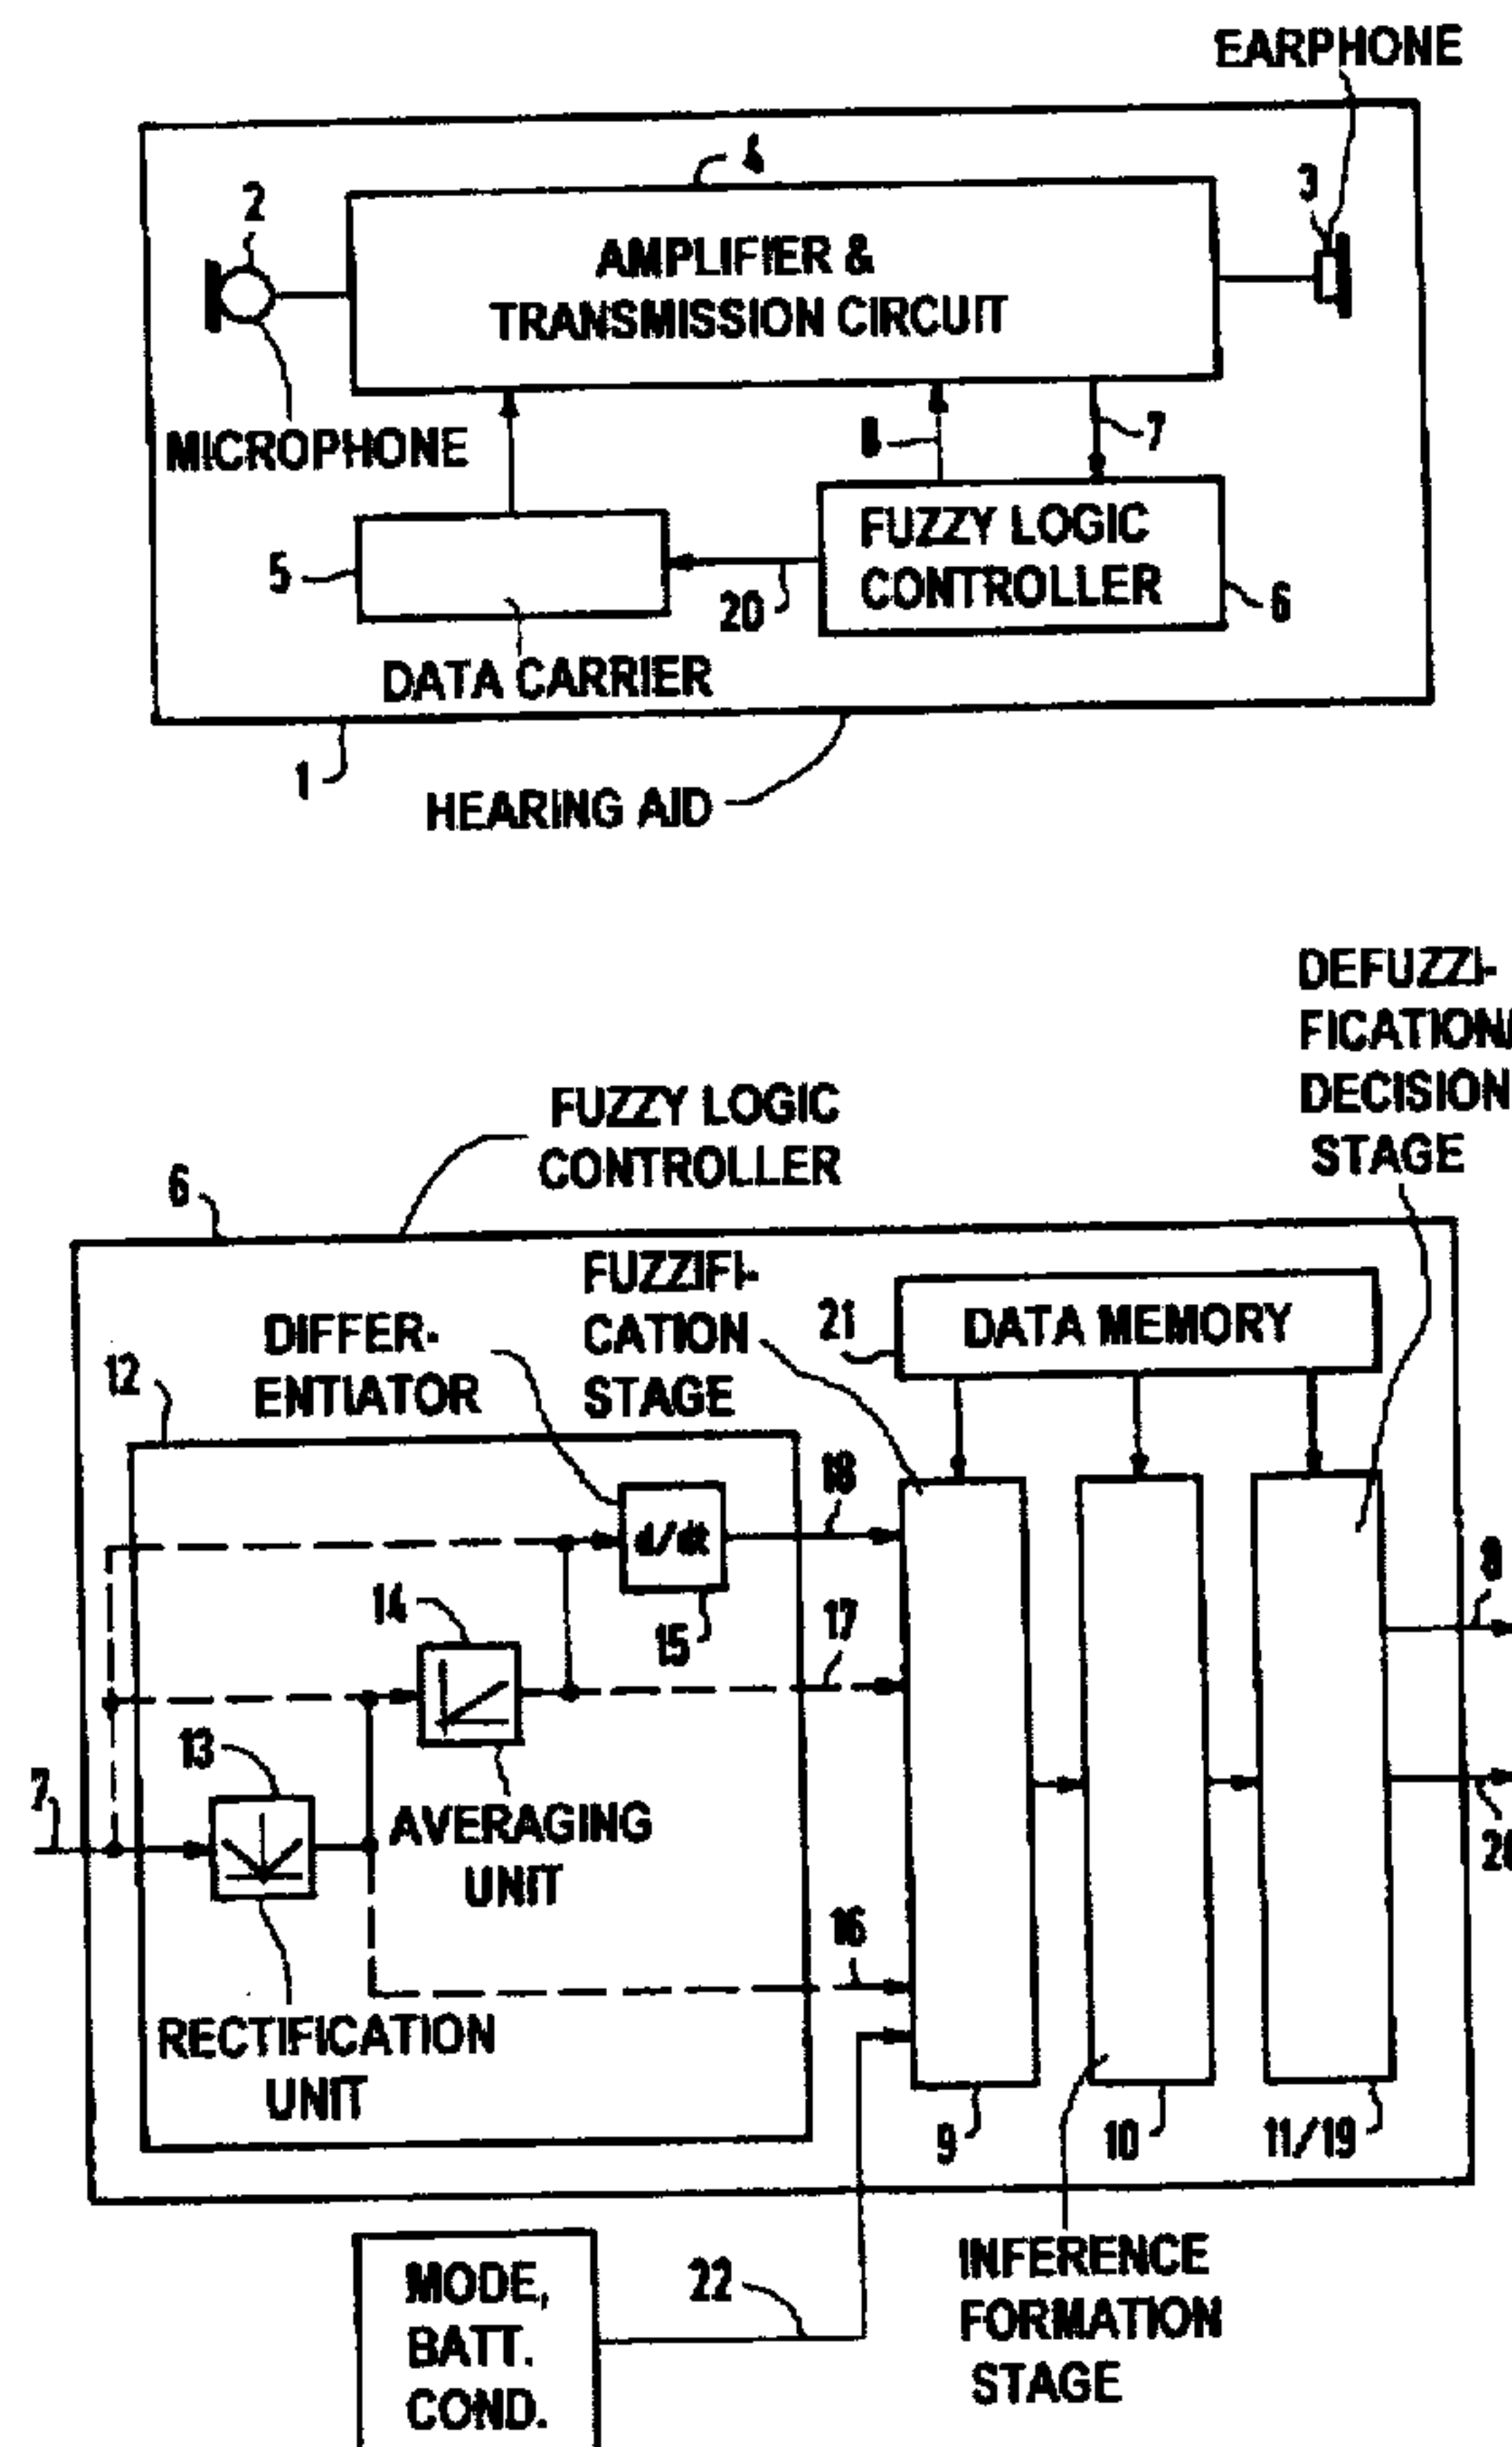 EARPHONE
4
2
3
AMPLIFIER &
TRANSMISSION CIRCUIT
MICROPHONE
8
7
FUZZY LOGIC
CONTROLLER
5
20
6
DATA CARRIER
1
HEARING AID
DEFUZZI-
FICATION/
DECISION
STAGE
FUZZY LOGIC
CONTROLLER
6
FUZZIFI-
CATION
STAGE
21
DATA MEMORY
DIFFER-
ENTIATOR
12
18
d/dt
8
14
17
15
13
7
AVERAGING
UNIT
20
16
RECTIFICATION
UNIT
9
10
11/19
MODE,
BATT.
COND.
22
INFERENCE
FORMATION
STAGE